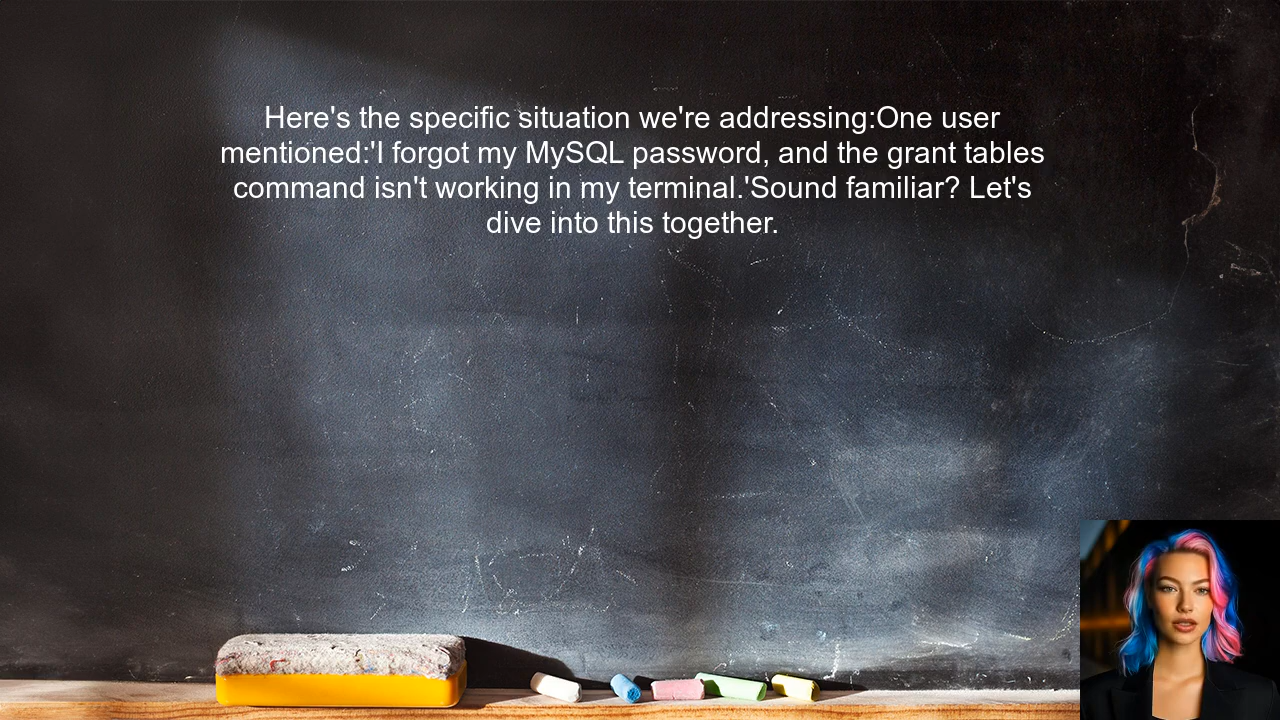 Here's the specific situation we're addressing:One user
mentioned:'I forgot my MySQL password, and the grant tables
command isn't working in my terminal.'Sound familiar? Let's
dive into this together.